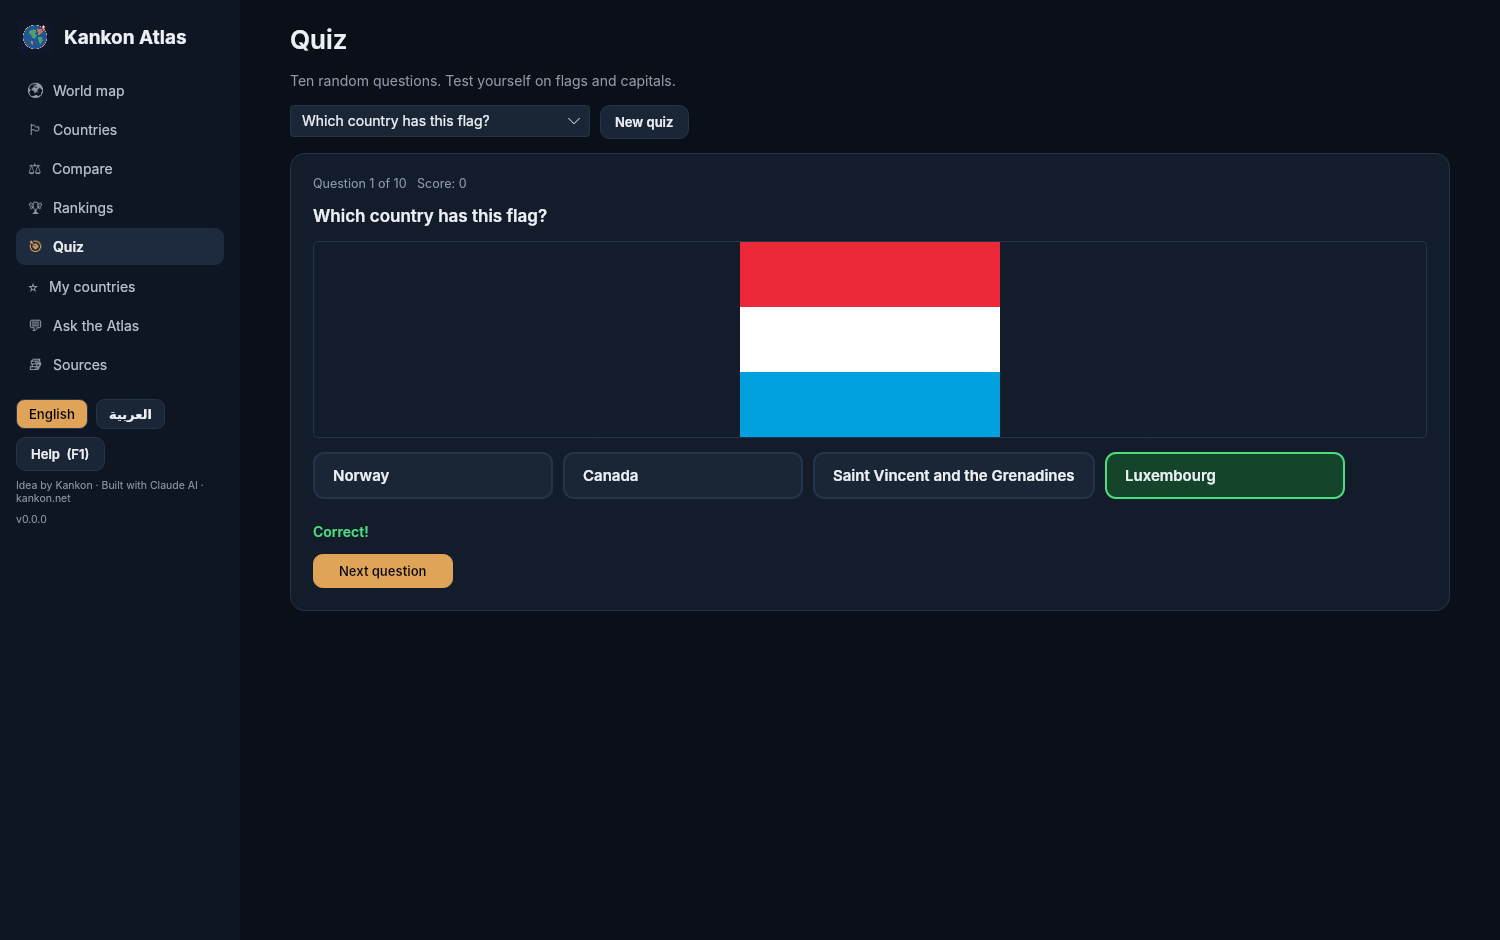 Kankon Atlas
World map
Countries
Compare
Rankings
Quiz
My countries
Ask the Atlas
Sources
English
العربية
Help (F1)
Idea by Kankon · Built with Claude AI ·
kankon.net
v0.0.0
Quiz
Ten random questions. Test yourself on flags and capitals.
Which country has this flag?
New quiz
Question 1 of 10 Score: 0
Which country has this flag?
Norway
Canada
Saint Vincent and the Grenadines
Luxembourg
Correct!
Next question